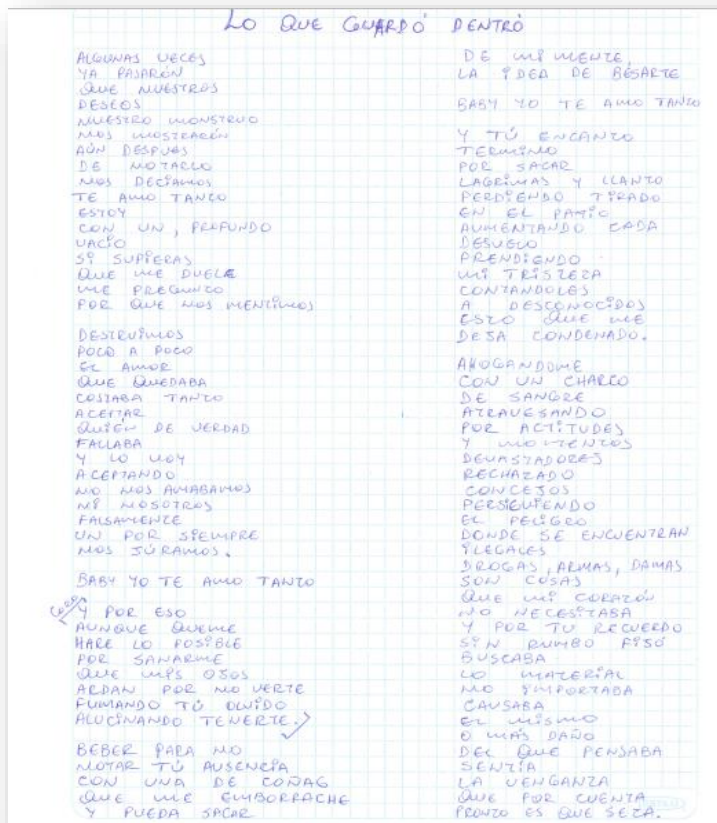 LO QUE GUARDÓ DENTRÓ
ALGUNAS VECES
YA PASARÓN
QUE NUESTROS
DESEOS
NUESTRO MONSTRUO
NOS MOSTRARÓN
AÚN DESPUES
DE NOTARLO
NOS DECÍAMOS
TE AMO TANTO
ESTOY
CON UN, PROFUNDO
VACÍO
SI SUPIERAS
QUE ME DUELE
ME PREGUNTO
POR QUE NOS MENTIMOS
DESTRUÍMOS
POCO A POCO
EL AMOR
QUE QUEDABA
COSTABA TANTO
ACEPTAR
QUIÉN DE VERDAD
FALLABA
Y LO HOY
ACEPTANDO
NO NOS AMABAMOS
NI NOSOTROS
FALSAMENTE
UN POR SIEMPRE
NOS JÚRAMOS.
BABY YO TE AMO TANTO
CORO
Y POR ESO
AUNQUE QUEME
HARE LO POSIBLE
POR SANARME
QUE MIS OJOS
ARDAN POR NO VERTE
FUMANDO TÚ OLVIDO
ALUCINANDO TENERTE.
BEBER PARA NO
NOTAR TÚ AUSENCIA
CON UNA DE COÑAG
QUE ME EMBORRACHE
Y PUEDA SACAR
DE MI MENTE,
LA IDEA DE BESARTE
BABY YO TE AMO TANTO
Y TÚ ENCANTO
TERMINO
POR SACAR
LAGRIMAS Y LLANTO
PERDIENDO TIRADO
EN EL PATIO
AUMENTANDO CADA
DESVELO
PRENDIENDO
MI TRISTEZA
CONTANDOLES
A DESCONOCIDOS
ESTO QUE ME
DEJA CONDENADO.
AHOGANDOME
CON UN CHARCO
DE SANGRE
ATRAVESANDO
POR ACTITUDES
Y MOMENTOS
DEVASTADORES
RECHAZADO
CONCEJOS
PERSIGUIENDO
EL PELIGRO
DONDE SE ENCUENTRAN
ILEGALES
DROGAS, ARMAS, DAMAS
SON COSAS
QUE MI CORAZÓN
NO NECESITABA
Y POR TU RECUERDO
SIN RUMBO FIJO
BUSCABA
LO MATERIAL
NO IMPORTABA
CAUSABA
EL MISMO
O MÁS DAÑO
DEL QUE PENSABA
SENTÍA
LA VENGANZA
QUE POR CUENTA
PRONTO ES QUE SEZA.